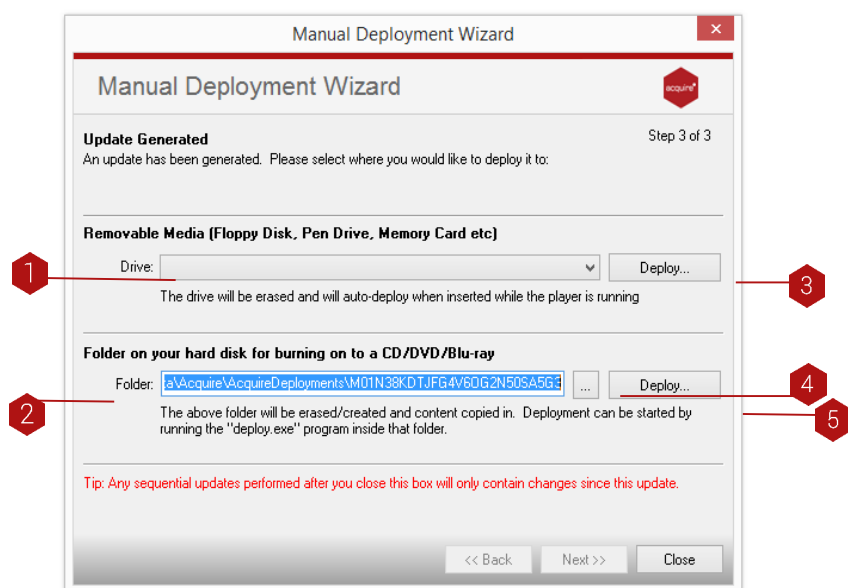 Manual Deployment Wizard
Manual Deployment Wizard
acquire
Update Generated
Step 3 of 3
An update has been generated. Please select where you would like to deploy it to:
Removable Media (Floppy Disk, Pen Drive, Memory Card etc)
1
Drive:
Deploy...
3
The drive will be erased and will auto-deploy when inserted while the player is running
Folder on your hard disk for burning on to a CD/DVD/Blu-ray
Folder: ta\Acquire\AcquireDeployments\M01N38KDTJFG4V6OG2N50SA5G3 ... Deploy...
4
2
The above folder will be erased/created and content copied in. Deployment can be started by
5
running the "deploy.exe" program inside that folder.
Tip: Any sequential updates performed after you close this box will only contain changes since this update.
<< Back Next >> Close